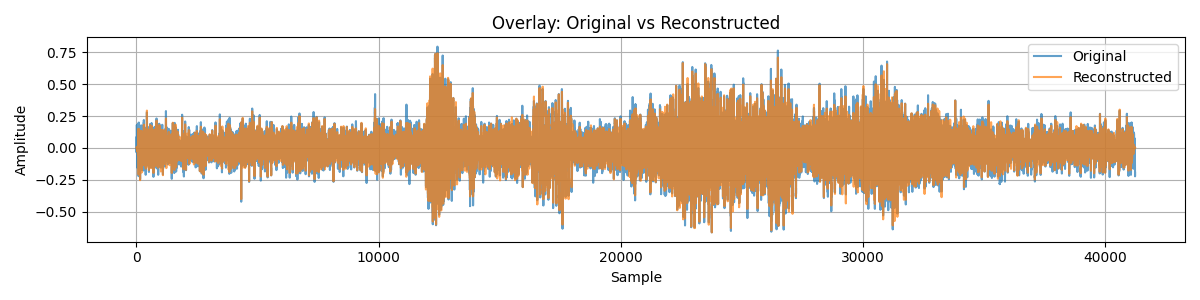 Overlay: Original vs Reconstructed
Original
Reconstructed
Amplitude
0.75
0.50
0.25
0.00
−0.25
−0.50
0 10000 20000 30000 40000
Sample